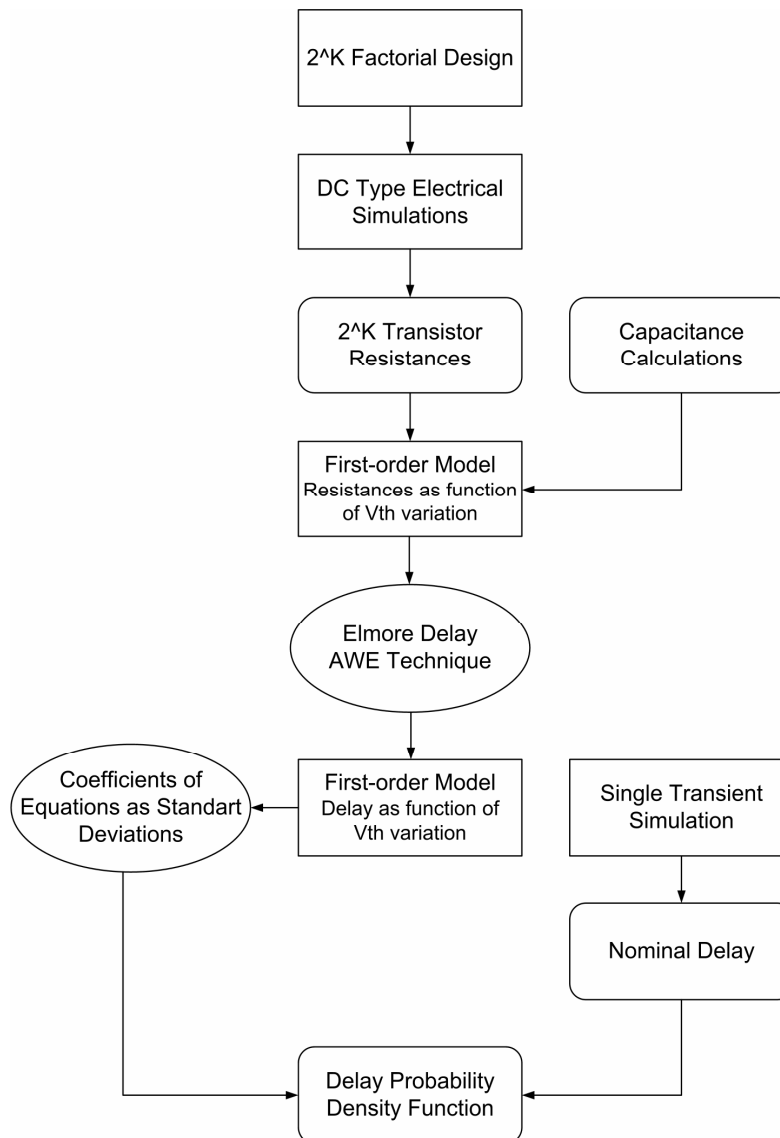 2^K Factorial Design
DC Type Electrical
Simulations
2^K Transistor
Resistances
Capacitance
Calculations
First-order Model
Resistances as function
of Vth variation
Elmore Delay
AWE Technique
Coefficients of
Equations as Standart
Deviations
First-order Model
Delay as function of
Vth variation
Single Transient
Simulation
Nominal Delay
Delay Probability
Density Function